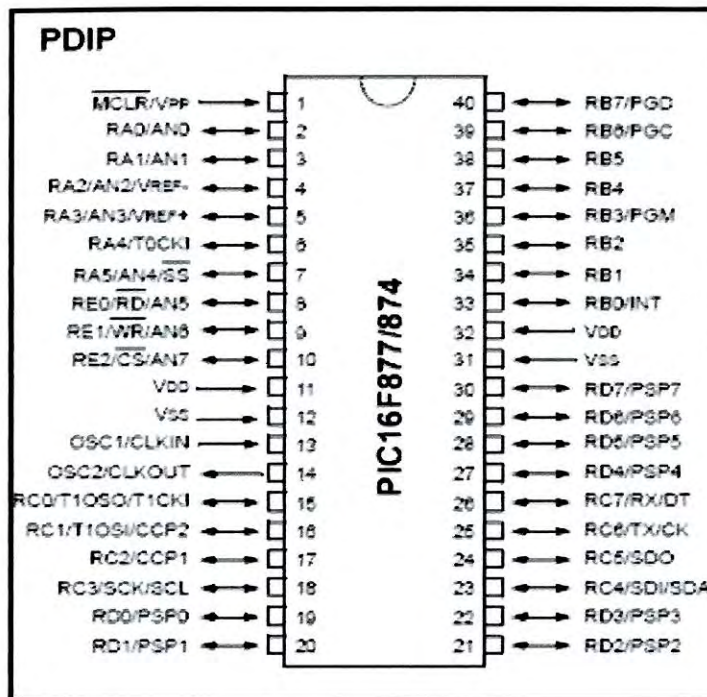 PDIP
MCLR/VPP 1 40 RB7/PGD
RA0/AN0 2 39 RB6/PGC
RA1/AN1 3 38 RB5
RA2/AN2/VREF- 4 37 RB4
RA3/AN3/VREF+ 5 36 RB3/PGM
RA4/T0CKI 6 35 RB2
RA5/AN4/SS 7 34 RB1
RE0/RD/AN5 8 33 RB0/INT
RE1/WR/AN6 9 32 VDD
RE2/CS/AN7 10 31 VSS
VDD 11 30 RD7/PSP7
VSS 12 29 RD6/PSP6
OSC1/CLKIN 13 28 RD5/PSP5
OSC2/CLKOUT 14 27 RD4/PSP4
RC0/T1OSO/T1CKI 15 26 RC7/RX/DT
RC1/T1OSI/CCP2 16 25 RC6/TX/CK
RC2/CCP1 17 24 RC5/SDO
RC3/SCK/SCL 18 23 RC4/SDI/SDA
RD0/PSP0 19 22 RD3/PSP3
RD1/PSP1 20 21 RD2/PSP2
PIC16F877/874